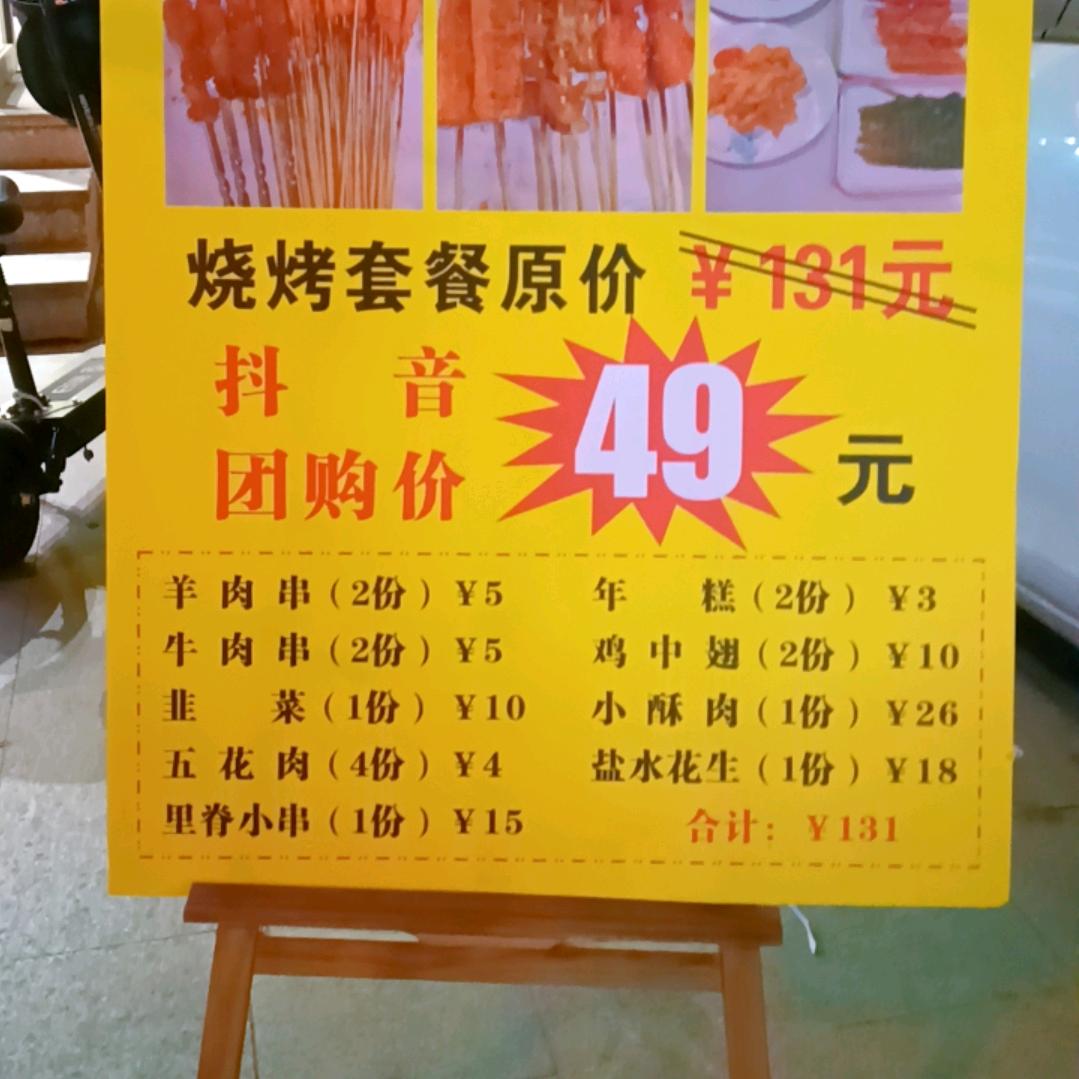 烧烤套餐原价 ¥131元
抖音
团购价 49元
羊肉串（2份）¥5
牛肉串（2份）¥5
韭菜（1份）¥10
五花肉（4份）¥4
里脊小串（1份）¥15
年糕（2份）¥3
鸡中翅（2份）¥10
小酥肉（1份）¥26
盐水花生（1份）¥18
合计：¥131